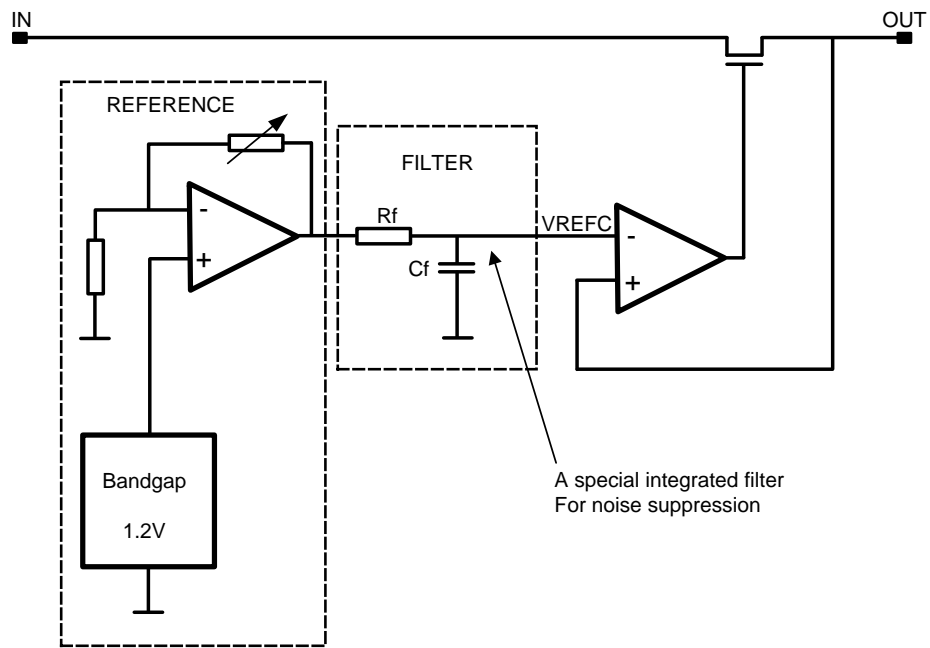 IN
OUT
REFERENCE
FILTER
-
+
Rf
Cf
VREFC
-
+
Bandgap
1.2V
A special integrated filter
For noise suppression